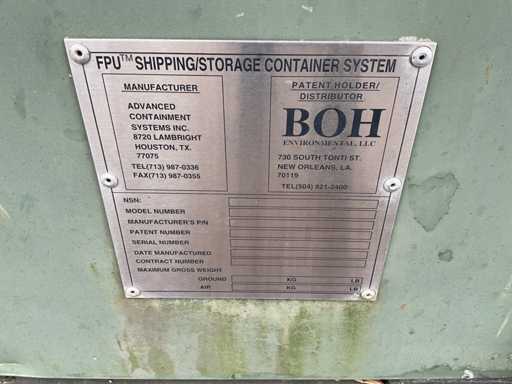 FPU™ SHIPPING/STORAGE CONTAINER SYSTEM
MANUFACTURER
ADVANCED
CONTAINMENT
SYSTEMS INC.
8720 LAMBRIGHT
HOUSTON, TX.
77075
TEL(713) 987-0336
FAX(713) 987-0355
PATENT HOLDER/
DISTRIBUTOR
BOH
ENVIRONMENTAL, LLC
730 SOUTH TONTI ST.
NEW ORLEANS, LA.
70119
TEL(504) 821-2400
NSN:
MODEL NUMBER
MANUFACTURER'S P/N
PATENT NUMBER
SERIAL NUMBER
DATE MANUFACTURED
CONTRACT NUMBER
MAXIMUM GROSS WEIGHT
GROUND KG LB
AIR KG LB